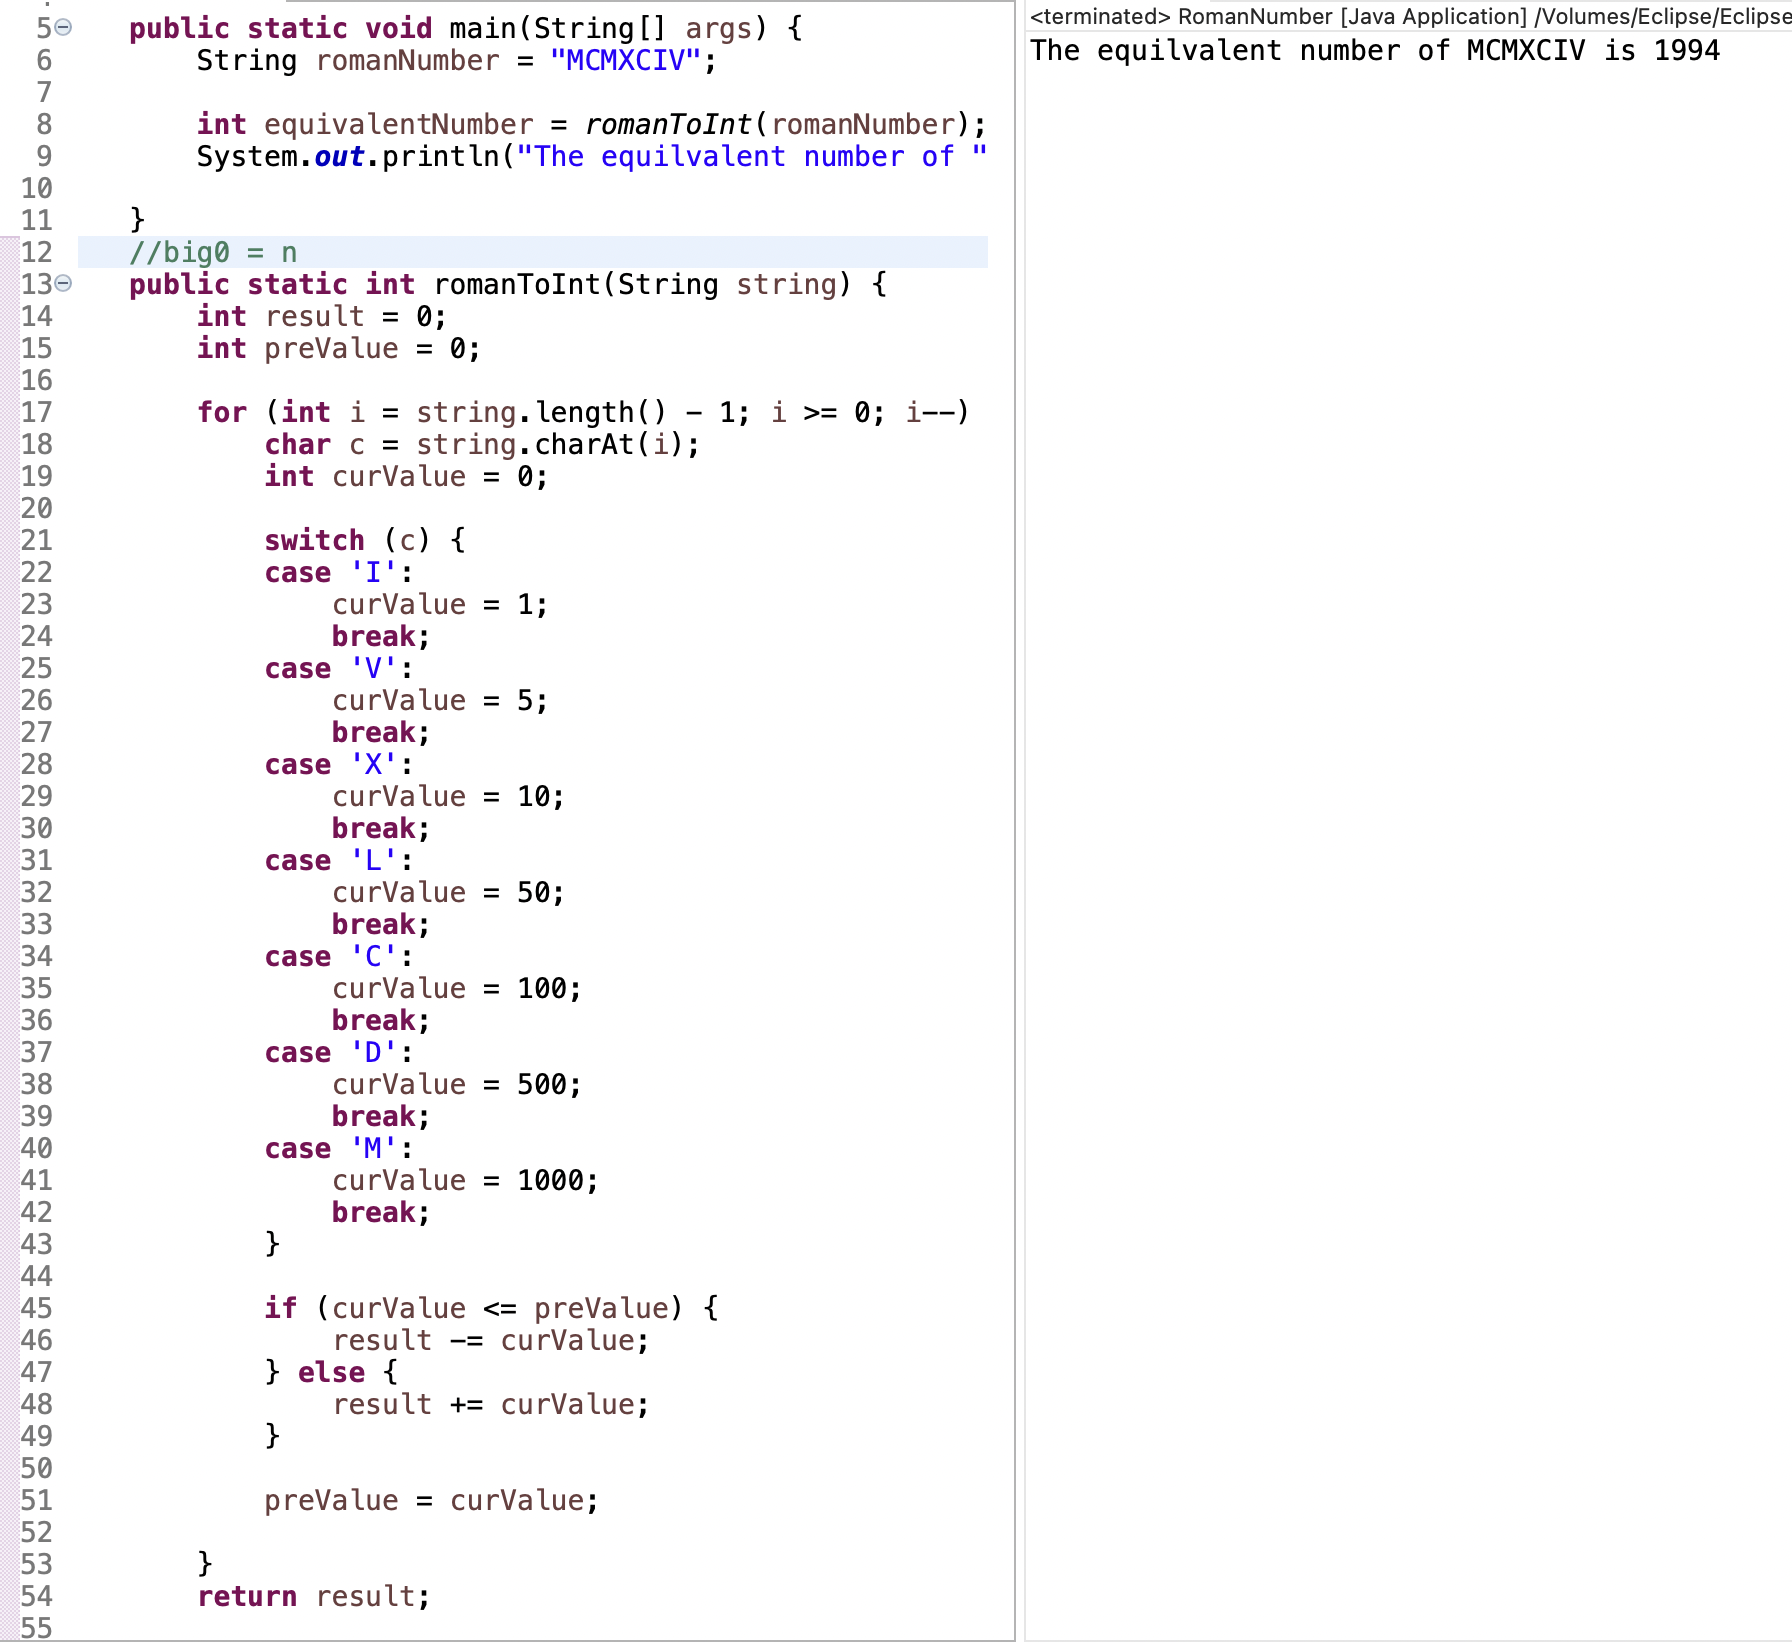 5 public static void main(String[] args) {
6 String romanNumber = "MCMXCIV";
7
8 int equivalentNumber = romanToInt(romanNumber);
9 System.out.println("The equilvalent number of "
10
11 }
12 //big0 = n
13 public static int romanToInt(String string) {
14 int result = 0;
15 int preValue = 0;
16
17 for (int i = string.length() - 1; i >= 0; i--)
18 char c = string.charAt(i);
19 int curValue = 0;
20
21 switch (c) {
22 case 'I':
23 curValue = 1;
24 break;
25 case 'V':
26 curValue = 5;
27 break;
28 case 'X':
29 curValue = 10;
30 break;
31 case 'L':
32 curValue = 50;
33 break;
34 case 'C':
35 curValue = 100;
36 break;
37 case 'D':
38 curValue = 500;
39 break;
40 case 'M':
41 curValue = 1000;
42 break;
43 }
44
45 if (curValue <= preValue) {
46 result -= curValue;
47 } else {
48 result += curValue;
49 }
50
51 preValue = curValue;
52
53 }
54 return result;
55
<terminated> RomanNumber [Java Application] /Volumes/Eclipse/Eclipse
The equilvalent number of MCMXCIV is 1994